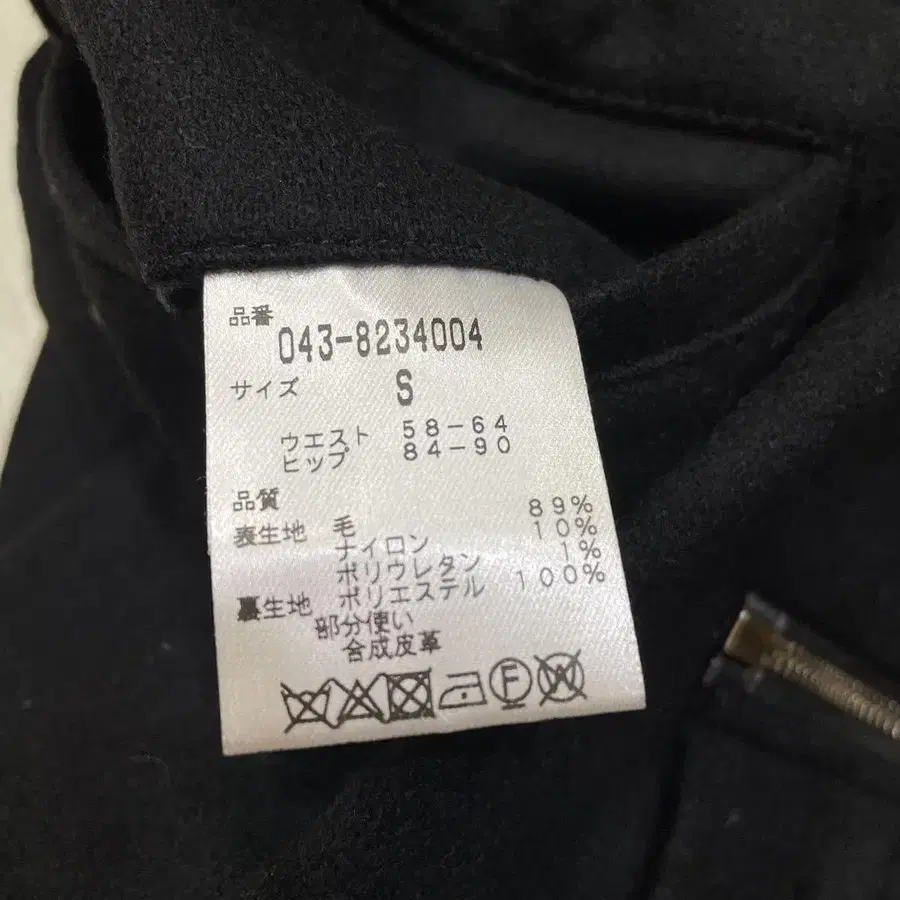 品番
043-8234004
サイズ S
ウエスト 58-64
ヒップ 84-90
品質
表生地 毛 89%
ナイロン 10%
ポリウレタン 1%
裏生地 ポリエステル 100%
部分使い
合成皮革
F W